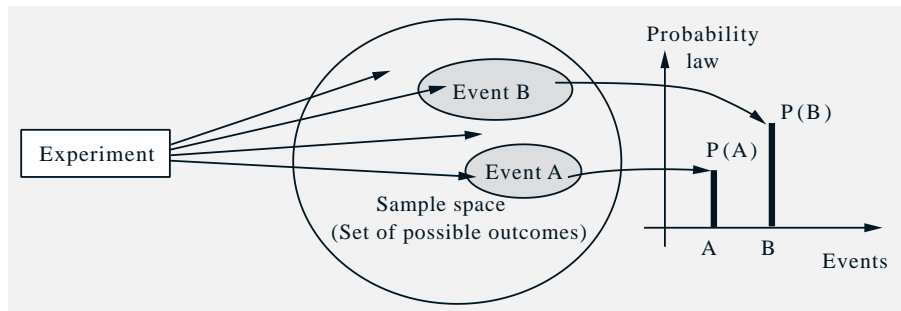 Probability
law
Event B
P(B)
Experiment
P(A)
Event A
Sample space
(Set of possible outcomes)
A
B
Events